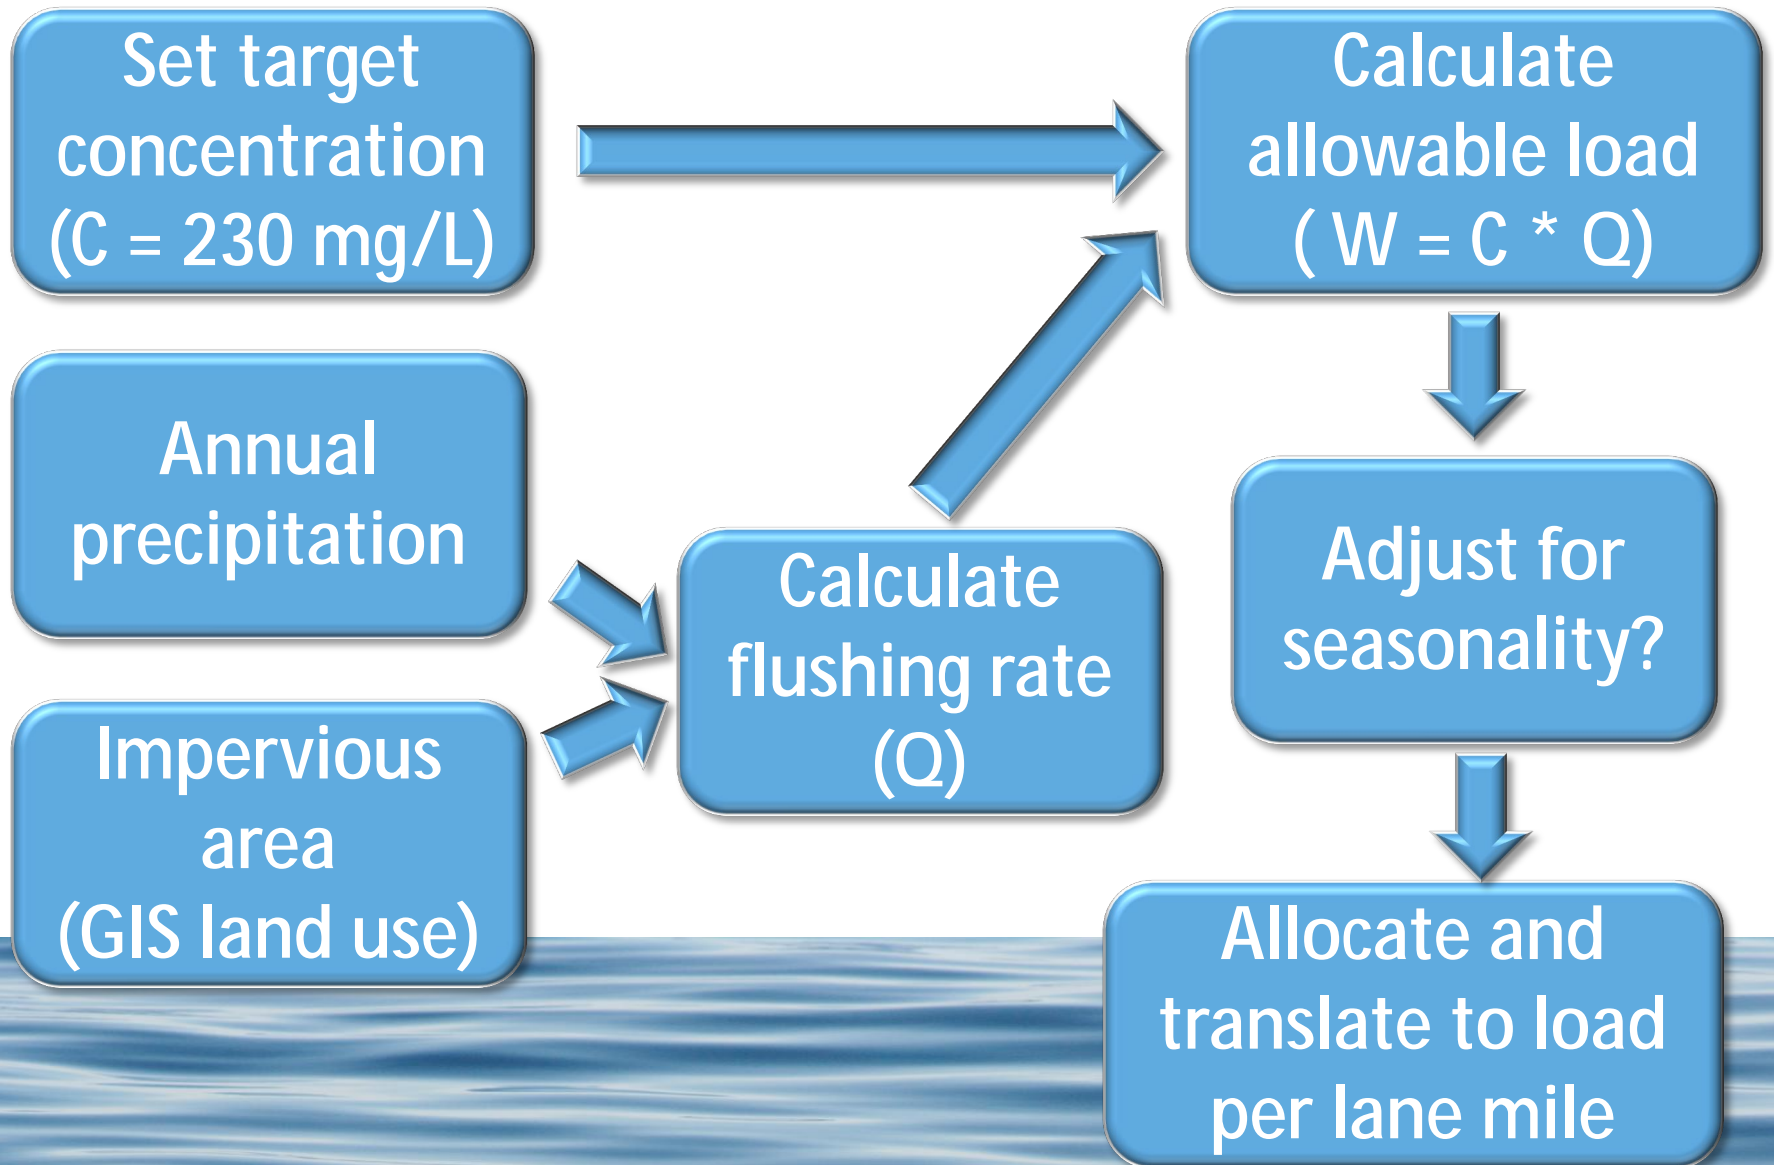 Set target
concentration
(C = 230 mg/L)
Annual
precipitation
Impervious
area
(GIS land use)
Calculate
flushing rate
(Q)
Calculate
allowable load
( W = C * Q)
Adjust for
seasonality?
Allocate and
translate to load
per lane mile